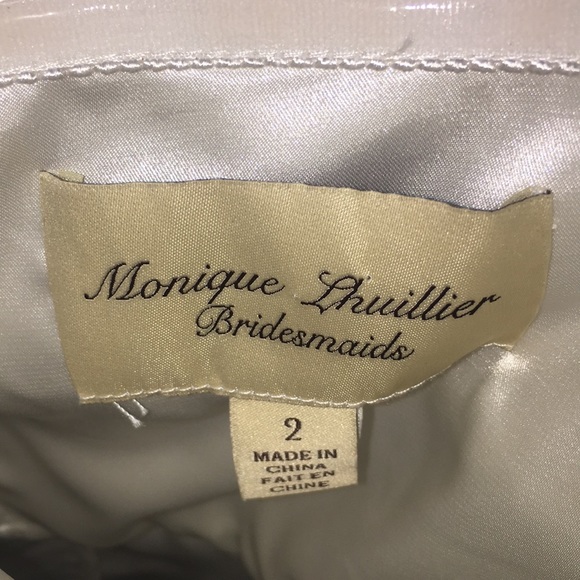 Monique Lhuillier
Bridesmaids
2
MADE IN
CHINA
FAIT EN
CHINE